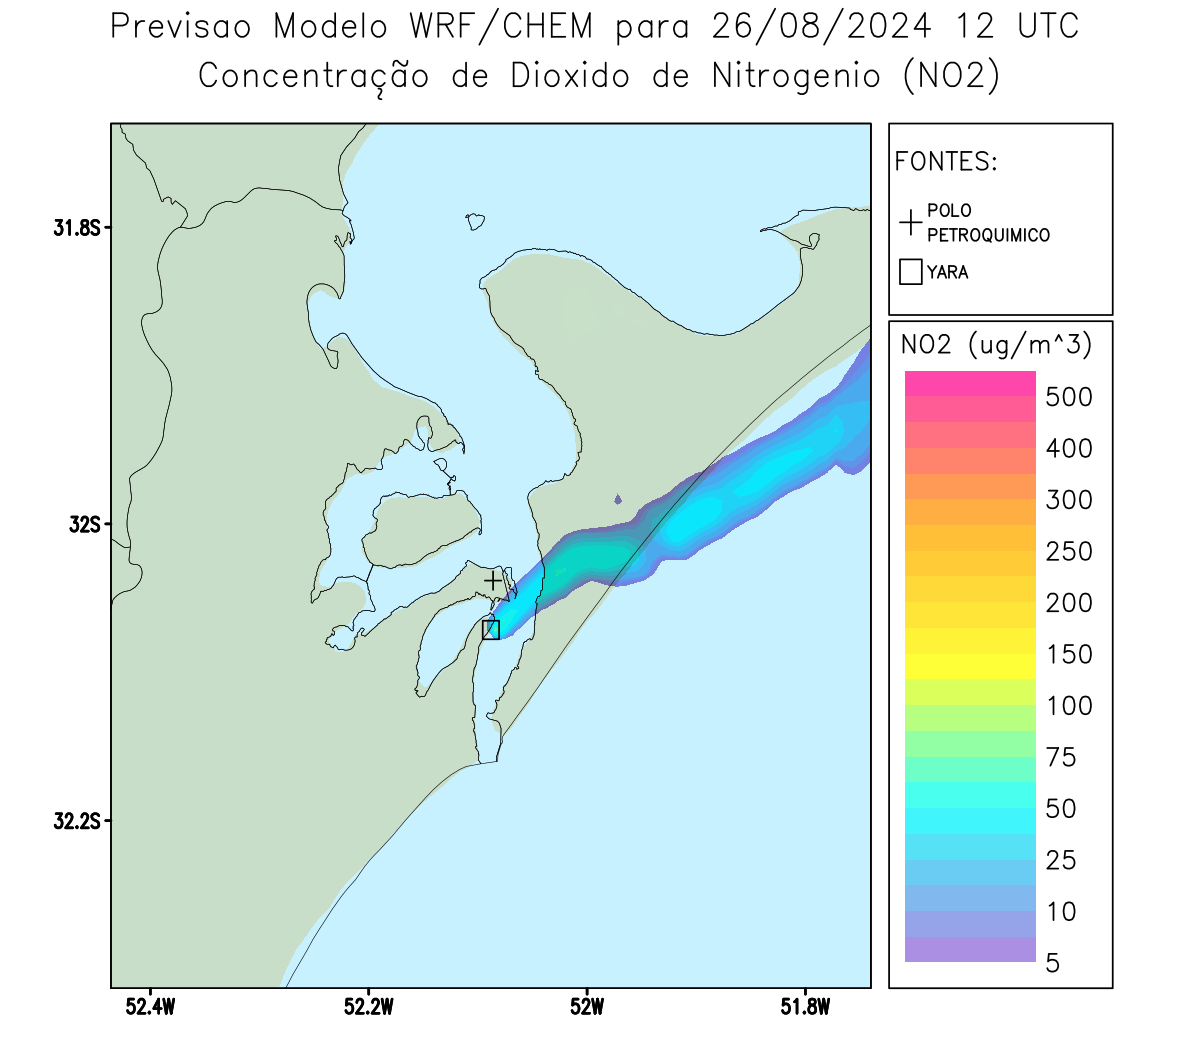 Previsao Modelo WRF/CHEM para 26/08/2024 12 UTC
Concentração de Dioxido de Nitrogenio (NO2)
FONTES:
POLO
PETROQUIMICO
YARA
NO2 (ug/m^3)
500
400
300
250
200
150
100
75
50
25
10
5
31.8S
32S
32.2S
52.4W
52.2W
52W
51.8W